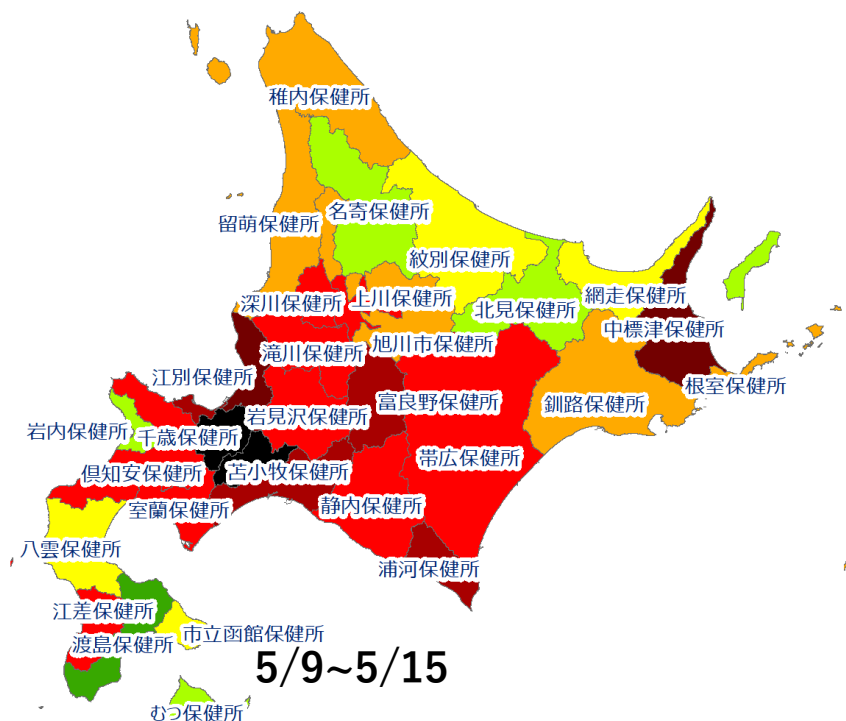 稚内保健所
名寄保健所
留萌保健所
紋別保健所
深川保健所
上川保健所
北見保健所
網走保健所
中標津保健所
滝川保健所
旭川市保健所
江別保健所
根室保健所
富良野保健所
釧路保健所
岩見沢保健所
岩内保健所
千歳保健所
帯広保健所
倶知安保健所
苫小牧保健所
室蘭保健所
静内保健所
八雲保健所
浦河保健所
江差保健所
市立函館保健所
渡島保健所
5/9~5/15
むつ保健所